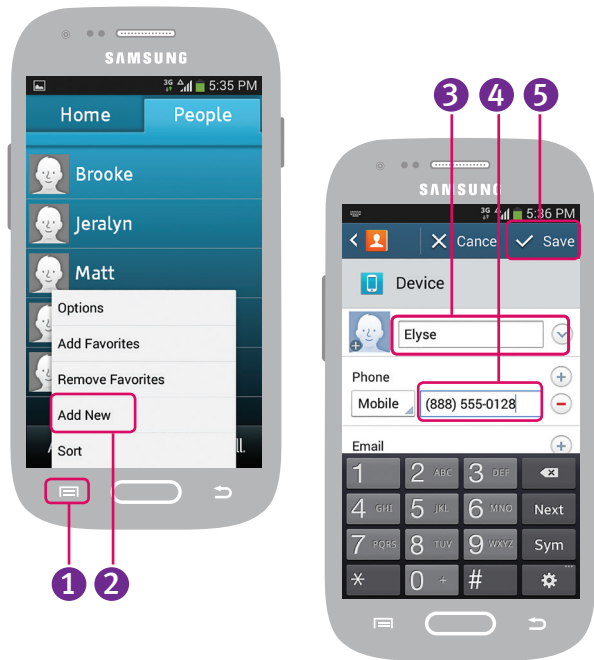 SAMSUNG
3G 5:35 PM
Home People
Brooke
Jeralyn
Matt
Options
Add Favorites
Remove Favorites
Add New
Sort
1 2
3 4 5
SAMSUNG
3G 5:36 PM
Cancel Save
Device
Elyse
Phone
Mobile (888) 555-0128
Email
1 2 ABC 3 DEF
4 GHI 5 JKL 6 MNO Next
7 PQRS 8 TUV 9 WXYZ Sym
* 0 + #